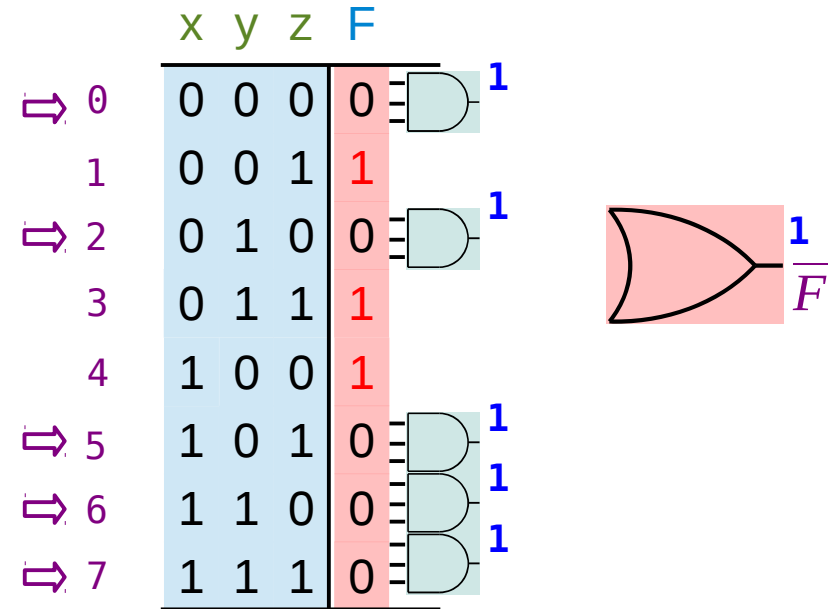 x y z F
0 0 0 0 0 1
1 0 0 1 1
2 0 1 0 0 1
3 0 1 1 1
1
F̅
4 1 0 0 1
5 1 0 1 0 1
6 1 1 0 0 1
7 1 1 1 0 1